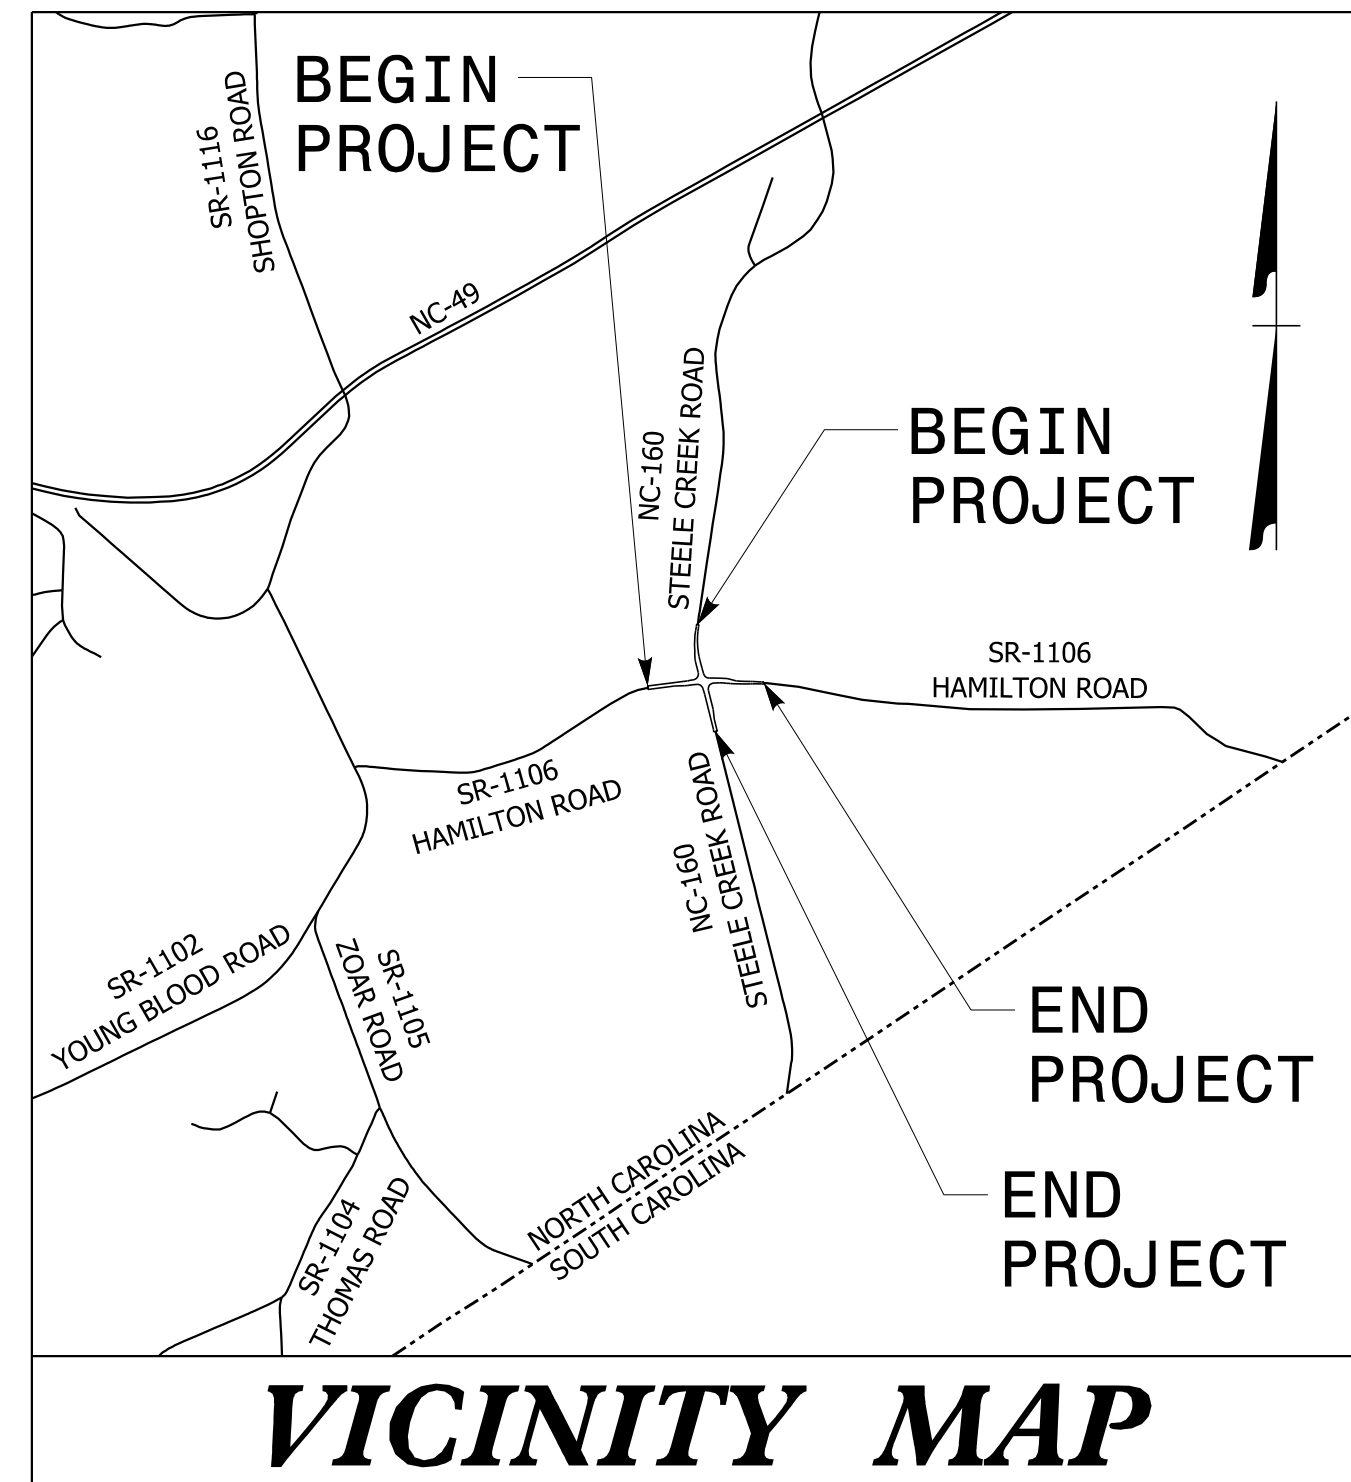 BEGIN
PROJECT
SR-1116
SHOPTON ROAD
NC-49
NC-160
STEELE CREEK ROAD
BEGIN
PROJECT
SR-1106
HAMILTON ROAD
SR-1106
HAMILTON ROAD
NC-160
STEELE CREEK ROAD
SR-1102
YOUNG BLOOD ROAD
SR-1105
ZOAR ROAD
END
PROJECT
NORTH CAROLINA
SOUTH CAROLINA
END
PROJECT
SR-1104
THOMAS ROAD
VICINITY MAP